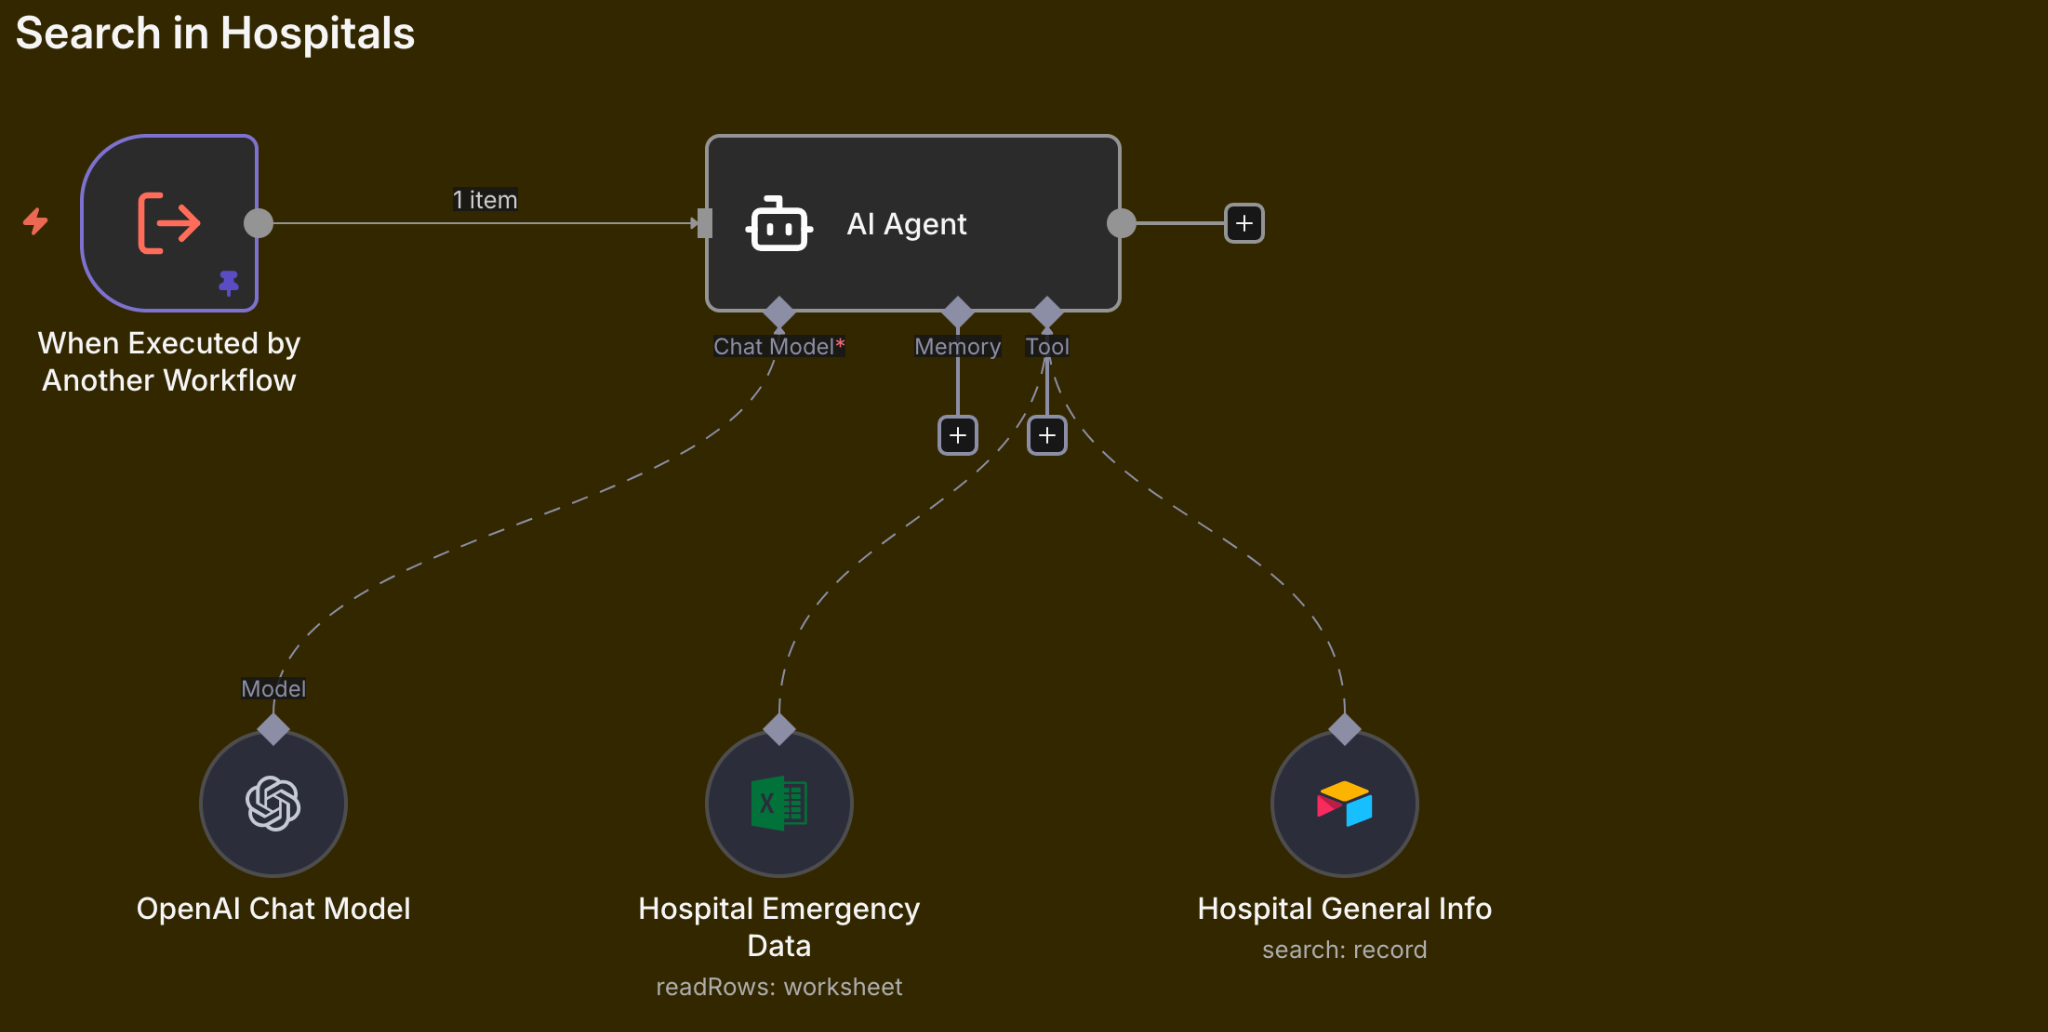 Search in Hospitals
1 item
AI Agent
When Executed by
Another Workflow
Chat Model*
Memory
Tool
Model
OpenAI Chat Model
Hospital Emergency
Data
readRows: worksheet
Hospital General Info
search: record